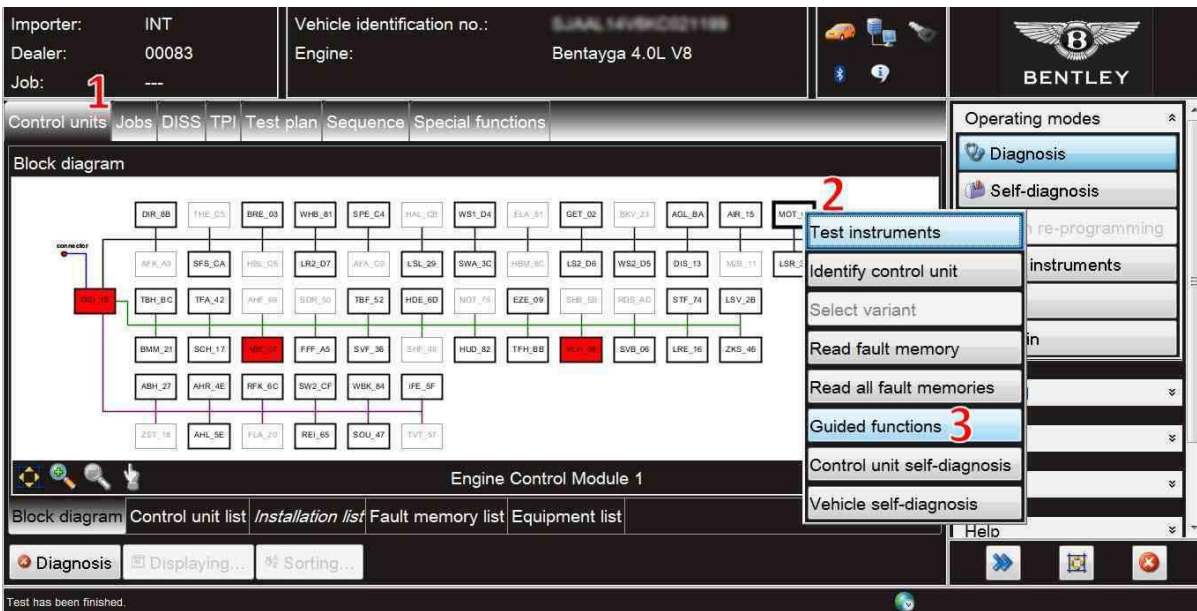 Importer: INT
Dealer: 00083
Job: ---
Vehicle identification no.:
Engine: Bentayga 4.0L V8
B
BENTLEY
1
Control units Jobs DISS TPI Test plan Sequence Special functions
Block diagram
DIR_8B THE_C5 BRE_03 WHB_81 SPE_C4 HAL_CB WS1_D4 ELA_51 GET_02 BKV_23 AGL_BA AIR_15 MOT_
connector
SFS_CA LR2_D7 LSL_29 SWA_3C LS2_D6 WS2_D5 DIS_13 LSR_
TBH_BC TFA_42 TBF_52 HDE_6D EZE_09 STF_74 LSV_2B
BMM_21 SCH_17 FFF_A5 SVF_36 HUD_82 TFH_BB SVB_06 LRE_16 ZKS_46
ABH_27 AHR_4E RFK_6C SW2_CF WBK_84 IFE_5F
AHL_5E FLA_20 REI_65 SOU_47 TVT_57
Engine Control Module 1
Block diagram Control unit list Installation list Fault memory list Equipment list
Diagnosis Displaying... Sorting...
Test has been finished.
2
Test instruments
Identify control unit
Select variant
Read fault memory
Read all fault memories
Guided functions 3
Control unit self-diagnosis
Vehicle self-diagnosis
Operating modes
Diagnosis
Self-diagnosis
re-programming
instruments
in
Help